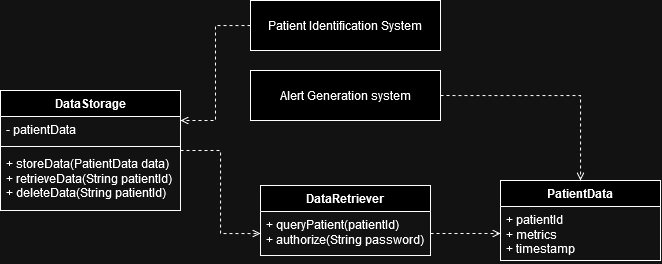 Patient Identification System
Alert Generation system
DataStorage
- patientData
+ storeData(PatientData data)
+ retrieveData(String patientId)
+ deleteData(String patientId)
DataRetriever
+ queryPatient(patientId)
+ authorize(String password)
PatientData
+ patientId
+ metrics
+ timestamp